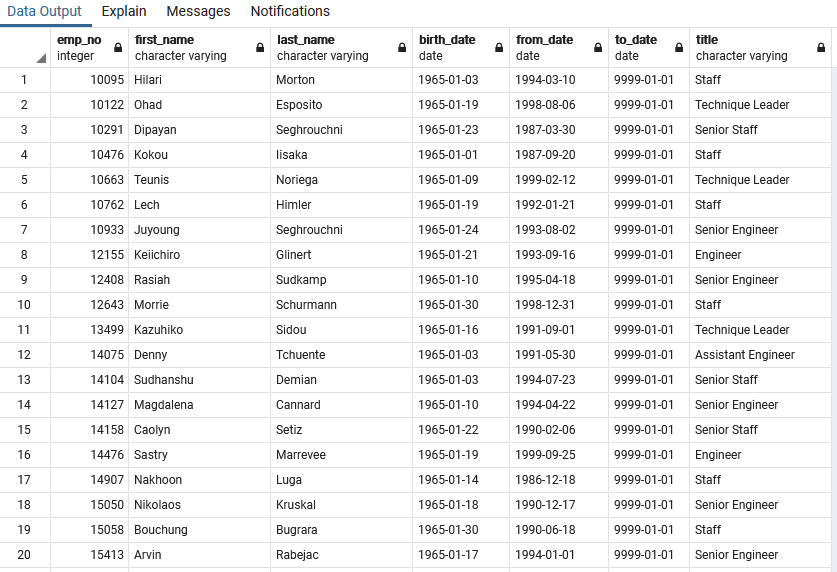 Data Output Explain Messages Notifications
emp_no first_name last_name birth_date from_date to_date title
integer character varying character varying date date date character varying
1 10095 Hilari Morton 1965-01-03 1994-03-10 9999-01-01 Staff
2 10122 Ohad Esposito 1965-01-19 1998-08-06 9999-01-01 Technique Leader
3 10291 Dipayan Seghrouchni 1965-01-23 1987-03-30 9999-01-01 Senior Staff
4 10476 Kokou Iisaka 1965-01-01 1987-09-20 9999-01-01 Staff
5 10663 Teunis Noriega 1965-01-09 1999-02-12 9999-01-01 Technique Leader
6 10762 Lech Himler 1965-01-19 1992-01-21 9999-01-01 Staff
7 10933 Juyoung Seghrouchni 1965-01-24 1993-08-02 9999-01-01 Senior Engineer
8 12155 Keiichiro Glinert 1965-01-21 1993-09-16 9999-01-01 Engineer
9 12408 Rasiah Sudkamp 1965-01-10 1995-04-18 9999-01-01 Senior Engineer
10 12643 Morrie Schurmann 1965-01-30 1998-12-31 9999-01-01 Staff
11 13499 Kazuhiko Sidou 1965-01-16 1991-09-01 9999-01-01 Technique Leader
12 14075 Denny Tchuente 1965-01-03 1991-05-30 9999-01-01 Assistant Engineer
13 14104 Sudhanshu Demian 1965-01-03 1994-07-23 9999-01-01 Senior Staff
14 14127 Magdalena Cannard 1965-01-10 1994-04-22 9999-01-01 Senior Engineer
15 14158 Caolyn Setiz 1965-01-22 1990-02-06 9999-01-01 Senior Staff
16 14476 Sastry Marrevee 1965-01-19 1999-09-25 9999-01-01 Engineer
17 14907 Nakhoon Luga 1965-01-14 1986-12-18 9999-01-01 Staff
18 15050 Nikolaos Kruskal 1965-01-18 1990-12-17 9999-01-01 Senior Engineer
19 15058 Bouchung Bugrara 1965-01-30 1990-06-18 9999-01-01 Staff
20 15413 Arvin Rabejac 1965-01-17 1994-01-01 9999-01-01 Senior Engineer